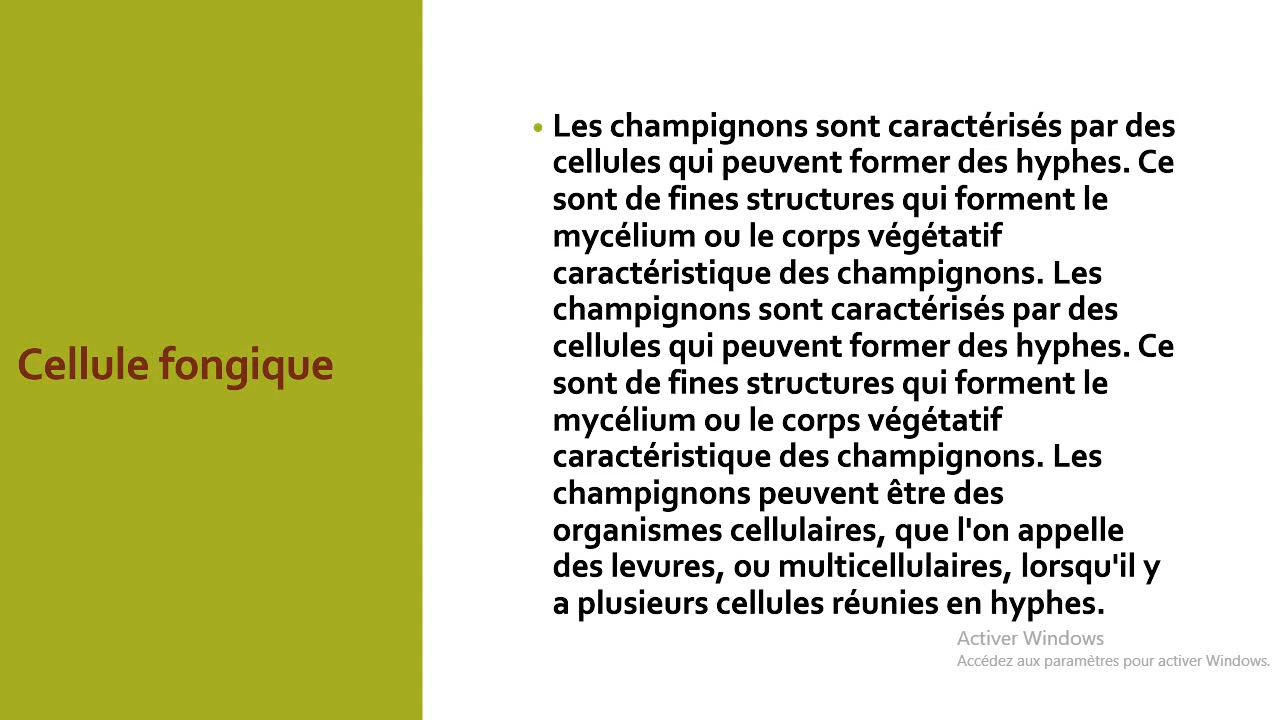 Cellule fongique
• Les champignons sont caractérisés par des
cellules qui peuvent former des hyphes. Ce
sont de fines structures qui forment le
mycélium ou le corps végétatif
caractéristique des champignons. Les
champignons sont caractérisés par des
cellules qui peuvent former des hyphes. Ce
sont de fines structures qui forment le
mycélium ou le corps végétatif
caractéristique des champignons. Les
champignons peuvent être des
organismes cellulaires, que l'on appelle
des levures, ou multicellulaires, lorsqu'il y
a plusieurs cellules réunies en hyphes.
Activer Windows
Accédez aux paramètres pour activer Windows.